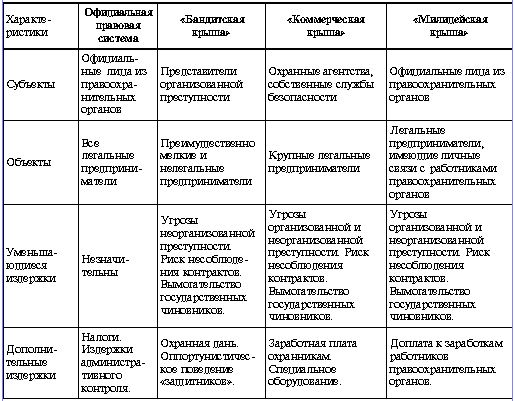 Характе-
ристики
Официальная
правовая
система
«Бандитская
крыша»
«Коммерческая
крыша»
«Милицейская
крыша»
Субъекты
Официаль-
ные лица из
правоохра-
нительных
органов
Представители
организованной
преступности
Охранные агентства,
собственные службы
безопасности
Официальные лица из
правоохранительных
органов
Объекты
Все
легальные
предприни-
матели
Преимущественно
мелкие и
нелегальные
предприниматели
Крупные легальные
предприниматели
Легальные
предприниматели,
имеющие личные
связи с работниками
правоохранительных
органов
Уменьша-
ющиеся
издержки
Незначи-
тельны
Угрозы
неорганизованной
преступности.
Риск несоблюде-
ния контрактов.
Вымогательство
государственных
чиновников.
Угрозы
организованной и
неорганизованной
преступности. Риск
несоблюдения
контрактов.
Вымогательство
государственных
чиновников.
Угрозы
организованной и
неорганизованной
преступности. Риск
несоблюдения
контрактов.
Вымогательство
государственных
чиновников.
Дополни-
тельные
издержки
Налоги.
Издержки
администра-
тивного
контроля.
Охранная дань.
Оппортунистичес-
кое поведение
«защитников».
Заработная плата
охранникам.
Специальное
оборудование.
Доплата к заработкам
работников
правоохранительных
органов.